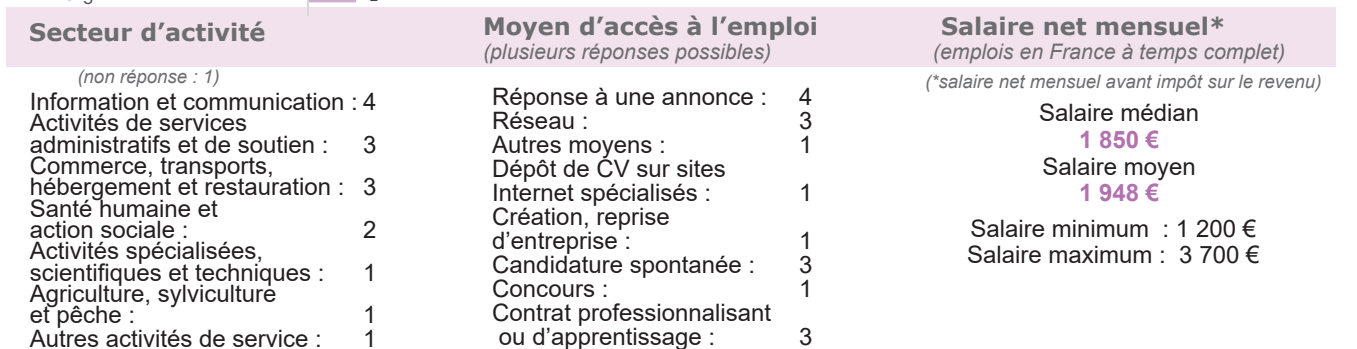 Secteur d’activité
(non réponse : 1)
Information et communication : 4
Activités de services
administratifs et de soutien : 3
Commerce, transports,
hébergement et restauration : 3
Santé humaine et
action sociale : 2
Activités spécialisées,
scientifiques et techniques : 1
Agriculture, sylviculture
et pêche : 1
Autres activités de service : 1
Moyen d’accès à l’emploi
(plusieurs réponses possibles)
Réponse à une annonce : 4
Réseau : 3
Autres moyens : 1
Dépôt de CV sur sites
Internet spécialisés : 1
Création, reprise
d’entreprise : 1
Candidature spontanée : 3
Concours : 1
Contrat professionnalisant
ou d’apprentissage : 3
Salaire net mensuel*
(emplois en France à temps complet)
(*salaire net mensuel avant impôt sur le revenu)
Salaire médian
1 850 €
Salaire moyen
1 948 €
Salaire minimum : 1 200 €
Salaire maximum : 3 700 €